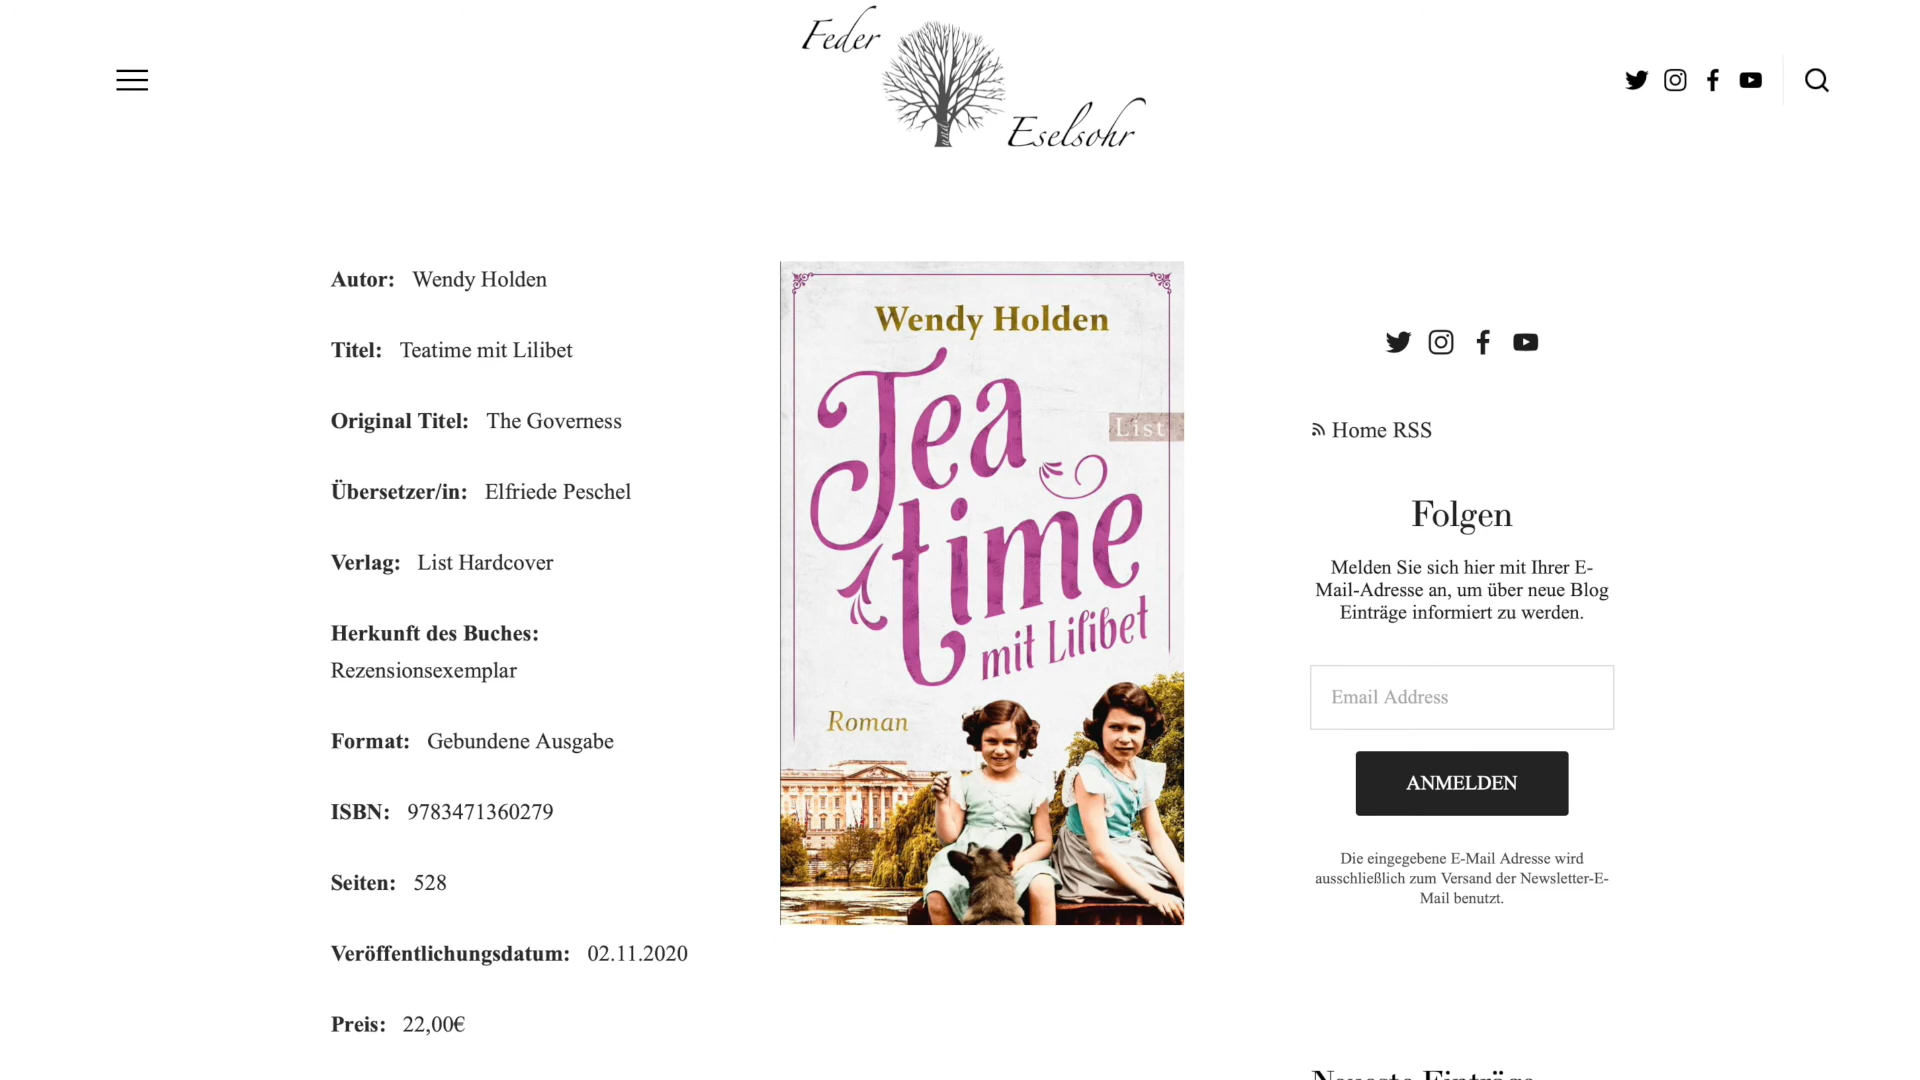 Feder
und
Eselsohr
Autor: Wendy Holden
Titel: Teatime mit Lilibet
Original Titel: The Governess
Übersetzer/in: Elfriede Peschel
Verlag: List Hardcover
Herkunft des Buches:
Rezensionsexemplar
Format: Gebundene Ausgabe
ISBN: 9783471360279
Seiten: 528
Veröffentlichungsdatum: 02.11.2020
Preis: 22,00€
Wendy Holden
Tea
time
mit Lilibet
List
Roman
Home RSS
Folgen
Melden Sie sich hier mit Ihrer E-
Mail-Adresse an, um über neue Blog
Einträge informiert zu werden.
Email Address
ANMELDEN
Die eingegebene E-Mail Adresse wird
ausschließlich zum Versand der Newsletter-E-
Mail benutzt.
Neueste Einträge